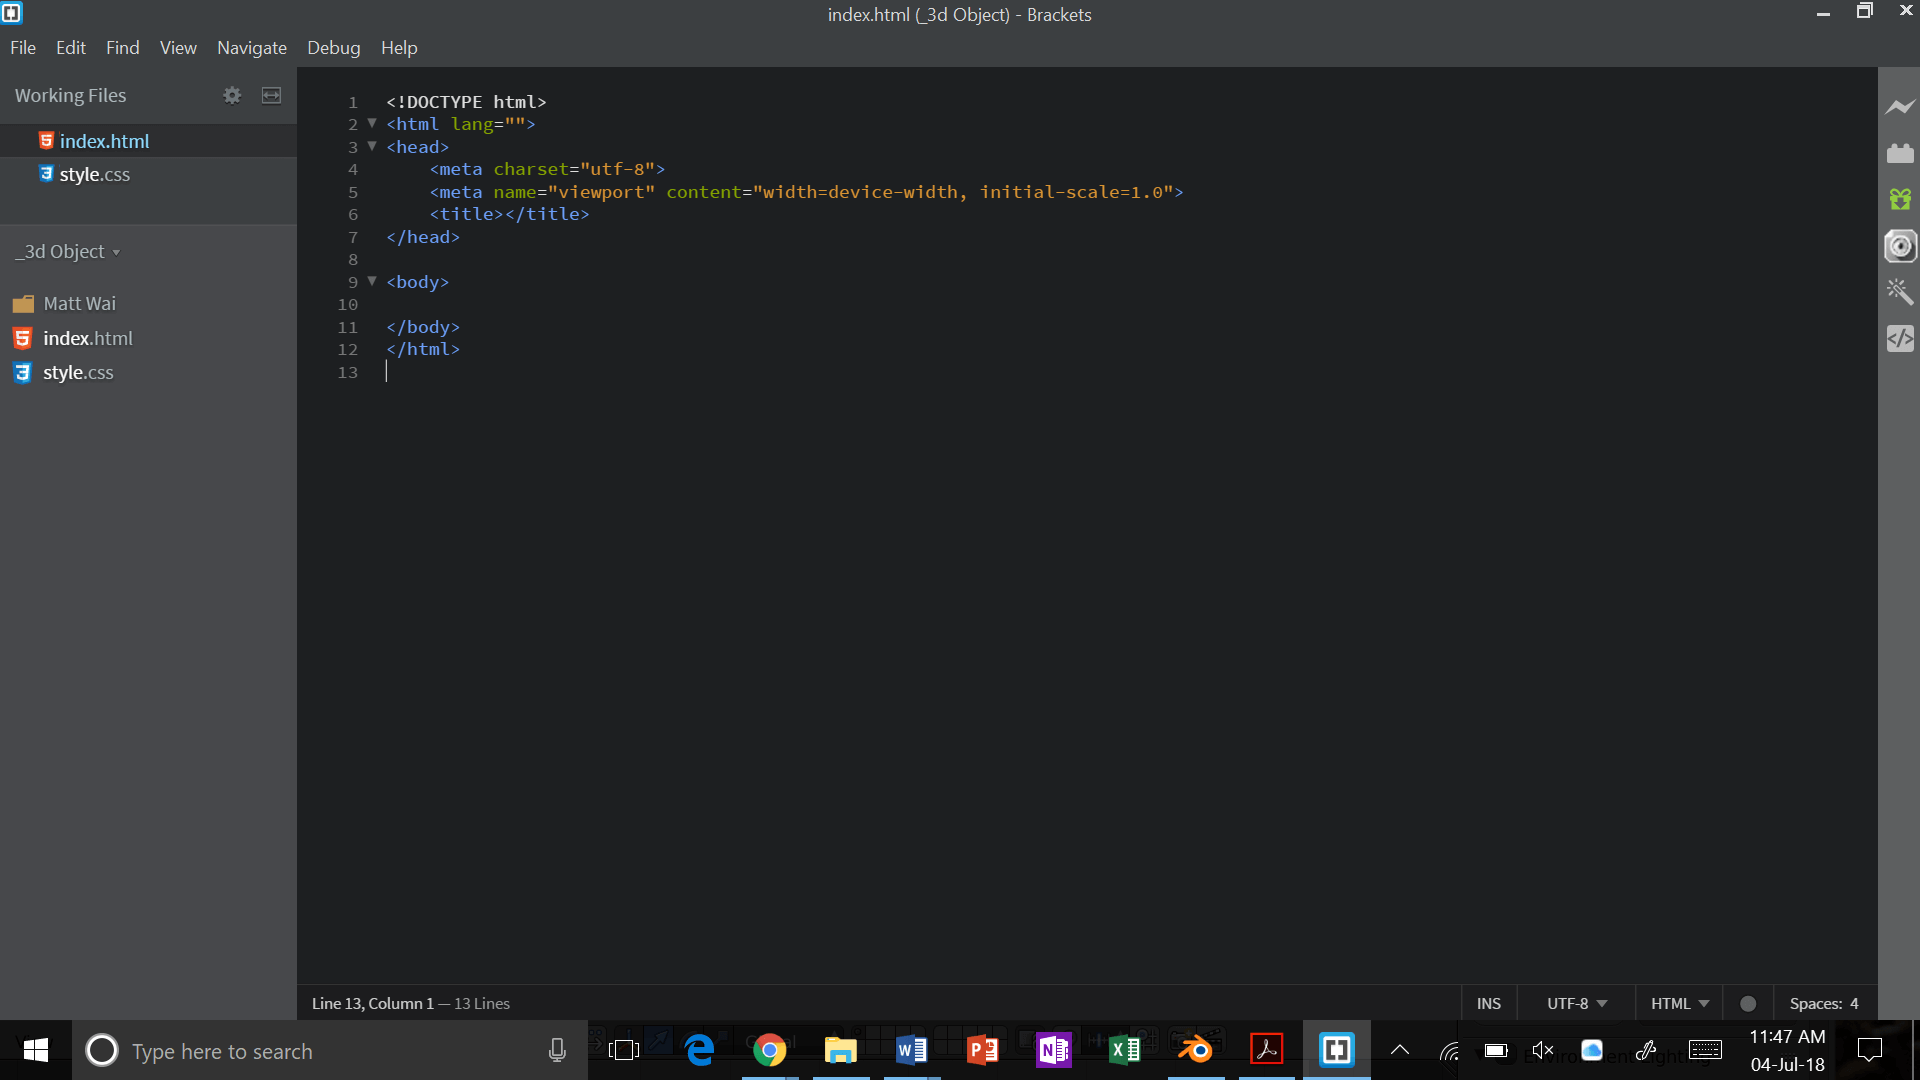 index.html (_3d Object) - Brackets
File Edit Find View Navigate Debug Help
Working Files
index.html
style.css
_3d Object
Matt Wai
index.html
style.css
1 <!DOCTYPE html>
2 <html lang="">
3 <head>
4 <meta charset="utf-8">
5 <meta name="viewport" content="width=device-width, initial-scale=1.0">
6 <title></title>
7 </head>
8
9 <body>
10
11 </body>
12 </html>
13
Line 13, Column 1 — 13 Lines
INS UTF-8 HTML Spaces: 4
Type here to search
11:47 AM
04-Jul-18